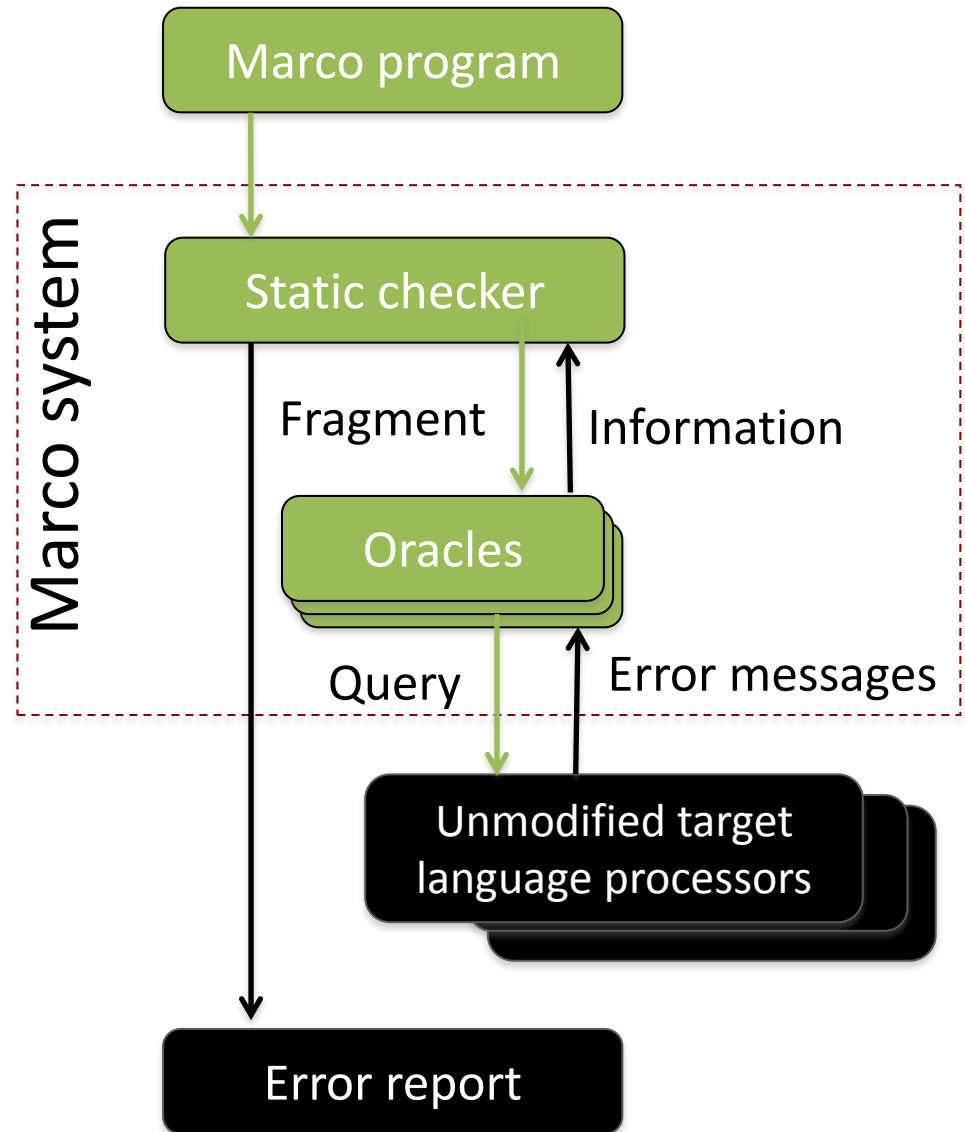 Marco program
Marco system
Static checker
Fragment
Information
Oracles
Query
Error messages
Unmodified target
language processors
Error report